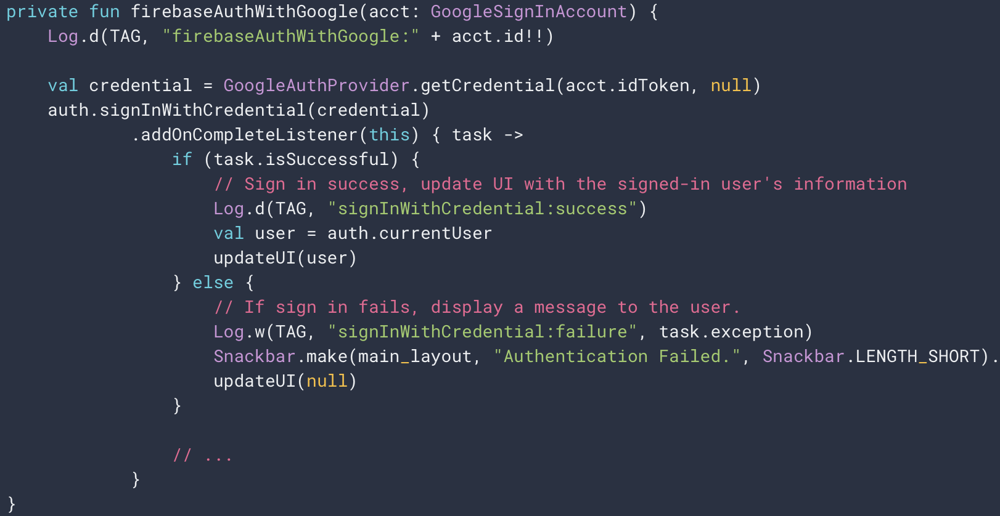 private fun firebaseAuthWithGoogle(acct: GoogleSignInAccount) {
    Log.d(TAG, "firebaseAuthWithGoogle:" + acct.id!!)

    val credential = GoogleAuthProvider.getCredential(acct.idToken, null)
    auth.signInWithCredential(credential)
            .addOnCompleteListener(this) { task ->
                if (task.isSuccessful) {
                    // Sign in success, update UI with the signed-in user's information
                    Log.d(TAG, "signInWithCredential:success")
                    val user = auth.currentUser
                    updateUI(user)
                } else {
                    // If sign in fails, display a message to the user.
                    Log.w(TAG, "signInWithCredential:failure", task.exception)
                    Snackbar.make(main_layout, "Authentication Failed.", Snackbar.LENGTH_SHORT).
                    updateUI(null)
                }

                // ...
            }
}